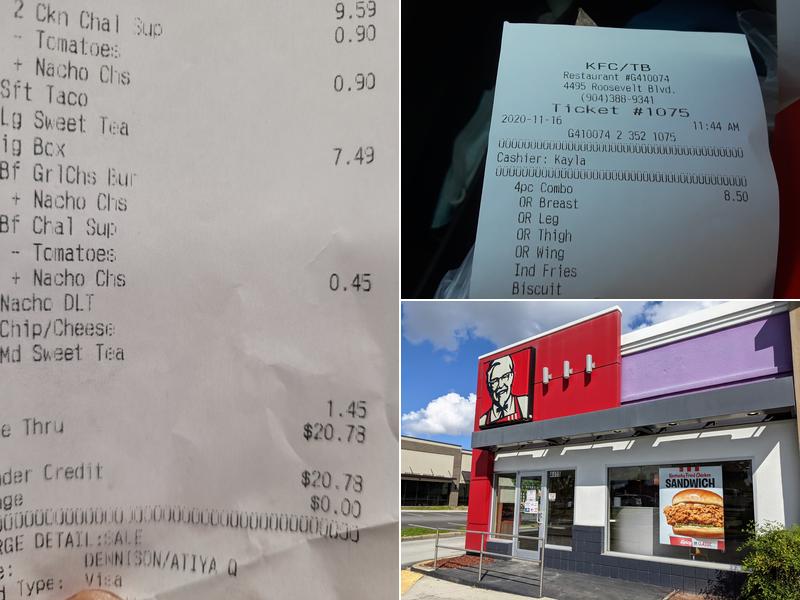 2 Ckn Chal Sup 9.59
- Tomatoes 0.90
+ Nacho Chs
Sft Taco 0.90
Lg Sweet Tea
ig Box 7.49
Bf GrlChs Bur
+ Nacho Chs
Bf Chal Sup
- Tomatoes
+ Nacho Chs 0.45
Nacho DLT
Chip/Cheese
Md Sweet Tea
1.45
e Thru $20.78
nder Credit $20.78
nge $0.00
RGE DETAIL:SALE
e: DENNISON/ATIYA Q
d Type: Visa
KFC/TB
Restaurant #G410074
4495 Roosevelt Blvd.
(904)388-9341
Ticket #1075
2020-11-16 11:44 AM
G410074 2 352 1075
Cashier: Kayla
4pc Combo 8.50
OR Breast
OR Leg
OR Thigh
OR Wing
Ind Fries
Biscuit
Kentucky Fried Chicken
SANDWICH